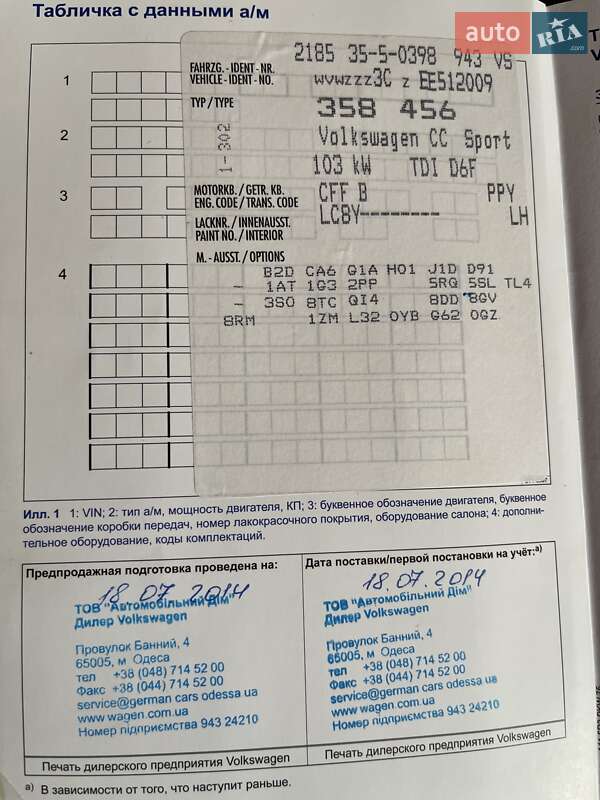 auto RIA .com
Табличка с данными а/м
2185 35-5-0398 943 VS
FAHRZG.-IDENT-NR.
VEHICLE-IDENT-NO.
WVWZZZ3C Z EE512009
1
TYP / TYPE
358 456
2
1-302
Volkswagen CC Sport
103 kW TDI D6F
3
MOTORKB. / GETR. KB.
ENG. CODE / TRANS. CODE
CFF B PPY
LACKNR. / INNENAUSST.
PAINT NO. / INTERIOR
LC8Y-------- LH
M.- AUSST. / OPTIONS
4
B2D CA6 G1A H01 J1D D91
- 1AT 1G3 2PP 5RQ 5SL TL4
- 3S0 8TC QI4 8DD 8GV
8RM 1ZM L32 0YB G62 0GZ
Илл. 1 1: VIN; 2: тип а/м, мощность двигателя, КП; 3: буквенное обозначение двигателя, буквенное
обозначение коробки передач, номер лакокрасочного покрытия, оборудование салона; 4: дополни-
тельное оборудование, коды комплектаций.
Предпродажная подготовка проведена на:
18.07.2014
ТОВ "Автомобільний Дім"
Дилер Volkswagen
Провулок Банний, 4
65005, м Одеса
тел +38 (048) 714 52 00
Факс +38 (044) 714 52 00
service@german cars odessa ua
www.wagen.com.ua
Номер підприємства 943 24210
Печать дилерского предприятия Volkswagen
Дата поставки/первой постановки на учёт:а)
18.07.2014
ТОВ "Автомобільний Дім"
Дилер Volkswagen
Провулок Банний, 4
65005, м Одеса
тел +38 (048) 714 52 00
Факс +38 (044) 714 52 00
service@german cars odessa ua
www.wagen.com.ua
Номер підприємства 943 24210
Печать дилерского предприятия Volkswagen
а) В зависимости от того, что наступит раньше.